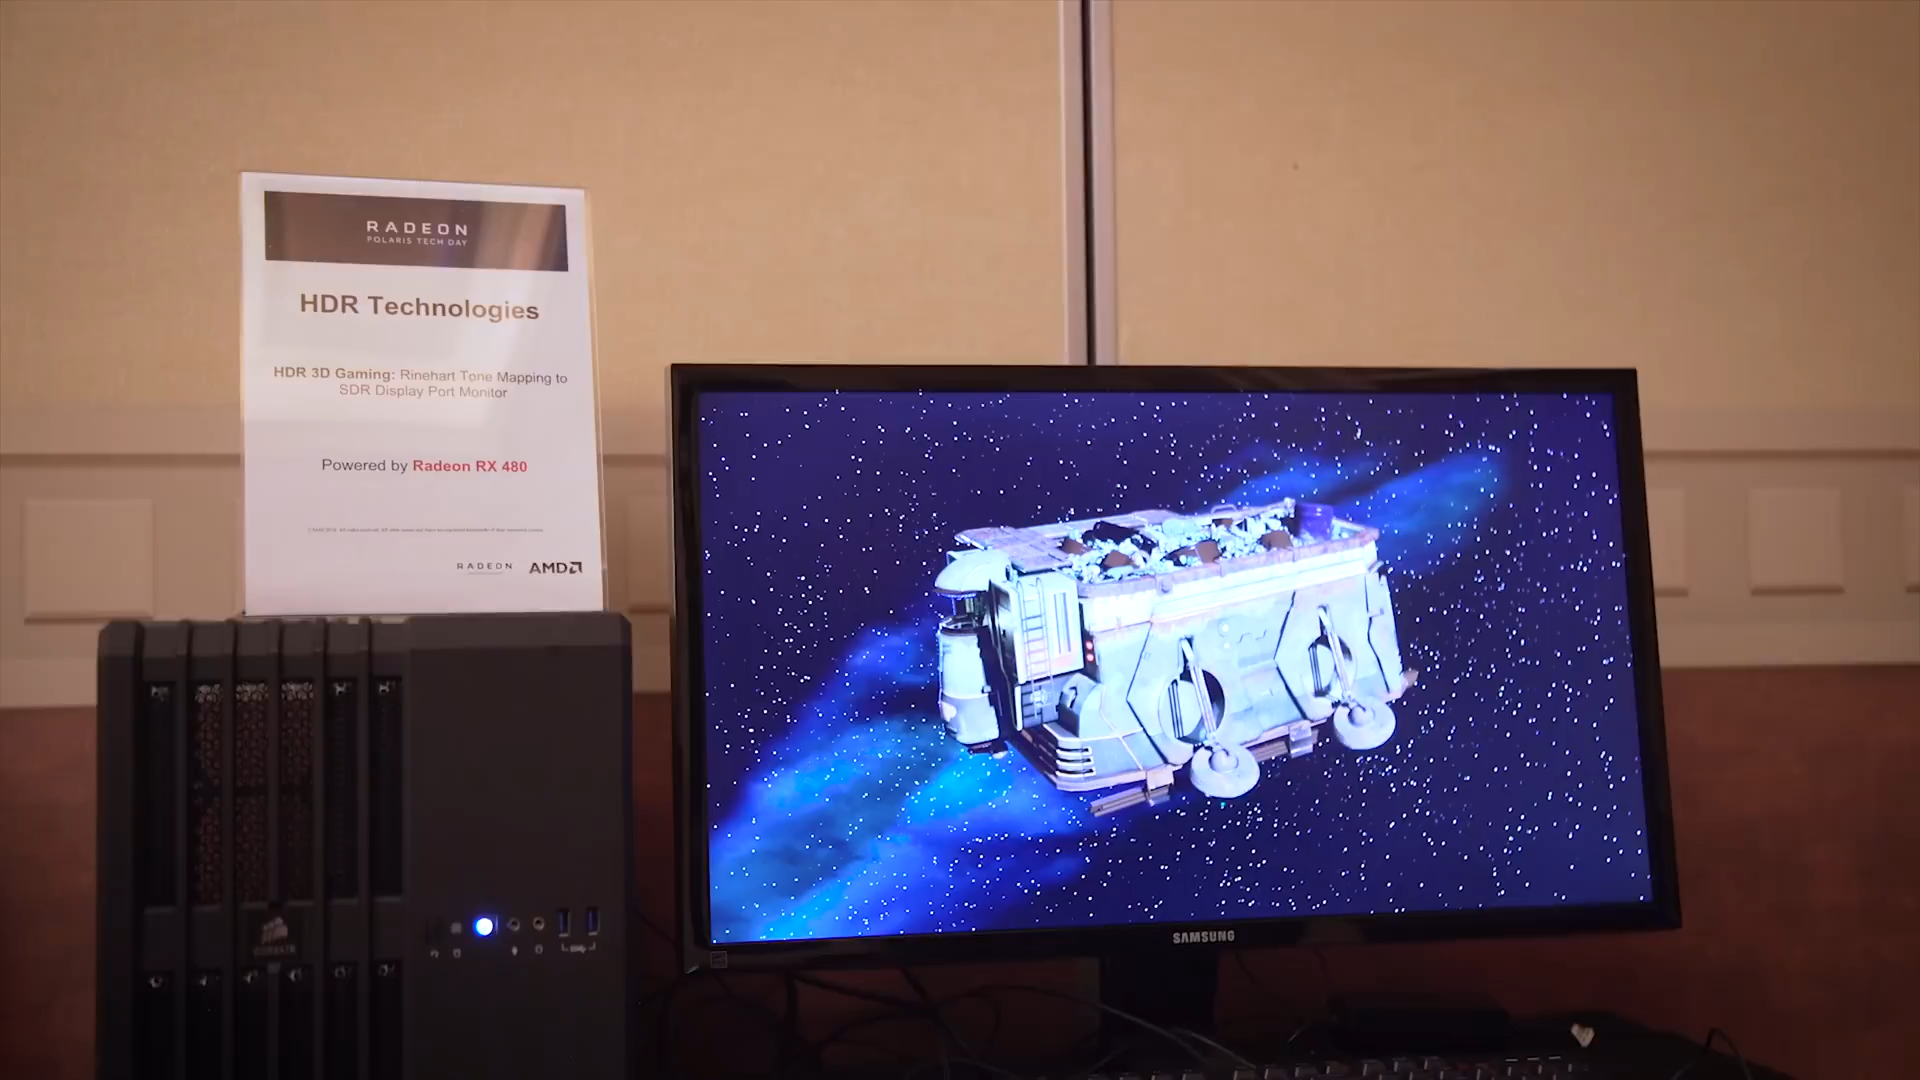 RADEON
POLARIS TECH DAY
HDR Technologies
HDR 3D Gaming: Rinehart Tone Mapping to
SDR Display Port Monitor
Powered by Radeon RX 480
RADEON AMD
CORSAIR
SAMSUNG